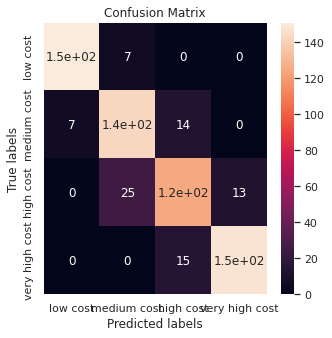 Confusion Matrix
True labels
low cost
medium cost
high cost
very high cost
1.5e+02 7 0 0
7 1.4e+02 14 0
0 25 1.2e+02 13
0 0 15 1.5e+02
low cost medium cost high cost very high cost
Predicted labels
140
120
100
80
60
40
20
0